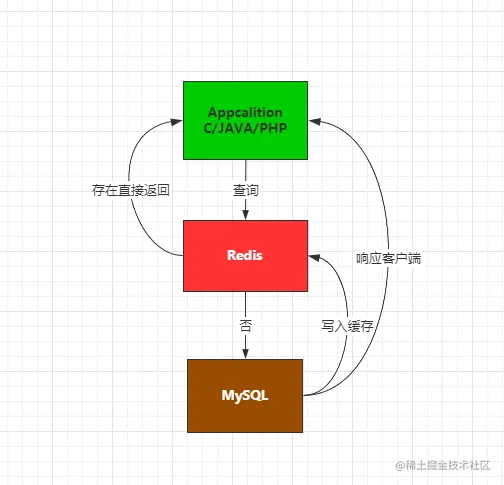 Appcalition
C/JAVA/PHP
存在直接返回
查询
Redis
响应客户端
否
写入缓存
MySQL
@稀土掘金技术社区